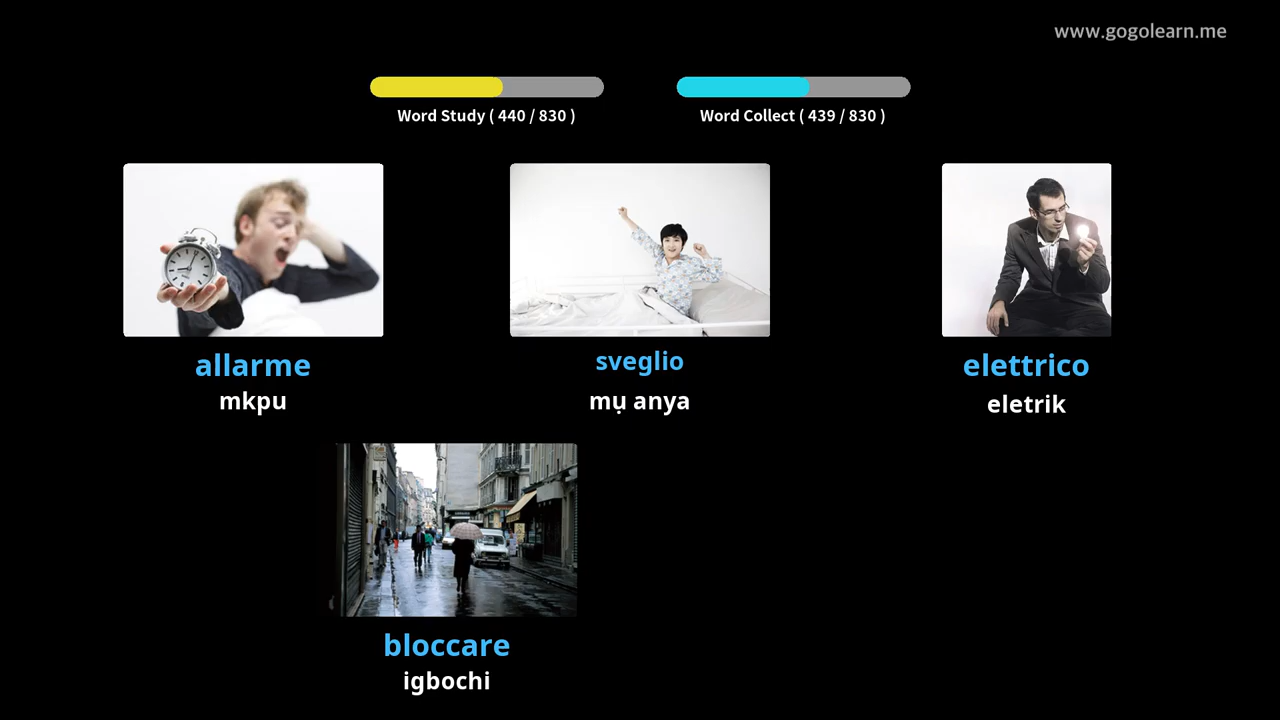 www.gogolearn.me
Word Study ( 440 / 830 )
Word Collect ( 439 / 830 )
allarme
mkpu
sveglio
mụ anya
elettrico
eletrik
bloccare
igbochi